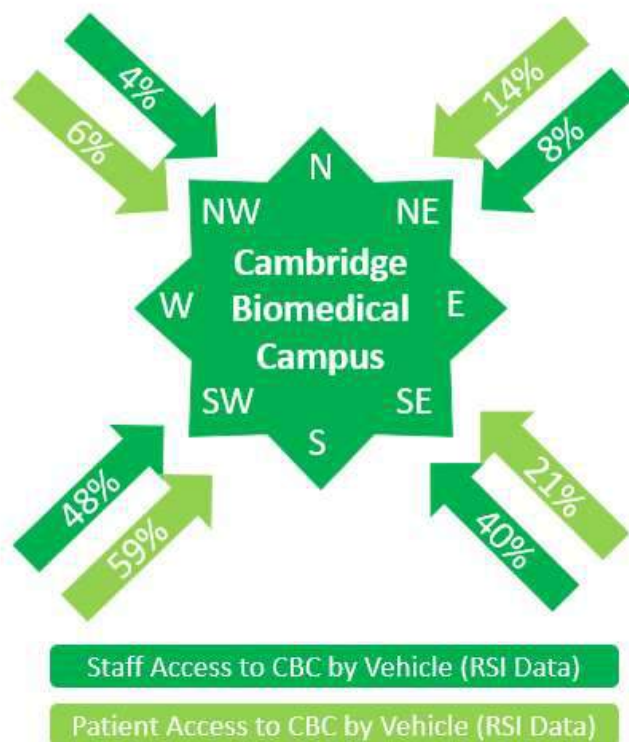 4%
6%
14%
8%
N
NW
NE
Cambridge
W
Biomedical
E
Campus
SW
SE
S
48%
59%
21%
40%
Staff Access to CBC by Vehicle (RSI Data)
Patient Access to CBC by Vehicle (RSI Data)